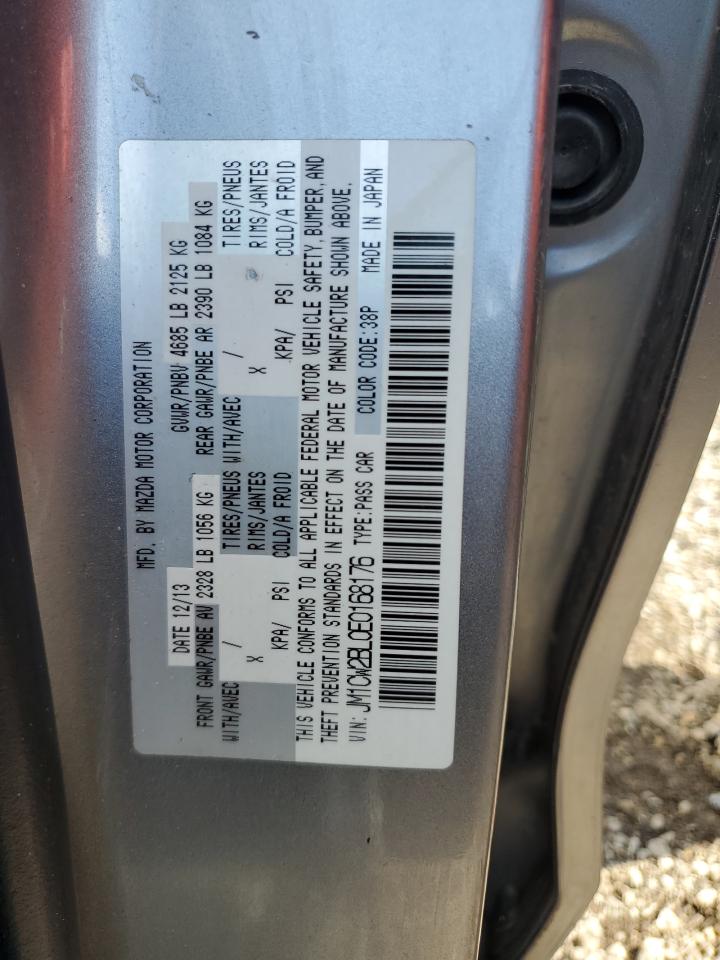 MFD. BY MAZDA MOTOR CORPORATION
DATE 12/13 GVWR/PNBV 4685 LB 2125 KG
FRONT GAWR/PNBE AV 2328 LB 1056 KG REAR GAWR/PNBE AR 2390 LB 1084 KG
WITH/AVEC / TIRES/PNEUS WITH/AVEC / TIRES/PNEUS
X RIMS/JANTES X RIMS/JANTES
KPA/ PSI COLD/A FROID KPA/ PSI COLD/A FROID
THIS VEHICLE CONFORMS TO ALL APPLICABLE FEDERAL MOTOR VEHICLE SAFETY, BUMPER, AND
THEFT PREVENTION STANDARDS IN EFFECT ON THE DATE OF MANUFACTURE SHOWN ABOVE.
VIN: JM1CW2BL0E0168176 TYPE:PASS CAR COLOR CODE:38P MADE IN JAPAN